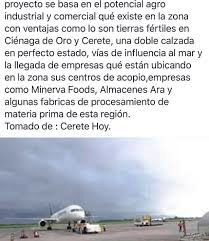 proyecto se basa en el potencial agro
industrial y comercial qué existe en la zona
con ventajas como lo son tierras fértiles en
Ciénaga de Oro y Cerete, una doble calzada
en perfecto estado, vías de influencia al mar y
la llegada de empresas qué están ubicando
en la zona sus centros de acopio,empresas
como Minerva Foods, Almacenes Ara y
algunas fabricas de procesamiento de
materia prima de esta región.
Tomado de : Cerete Hoy.